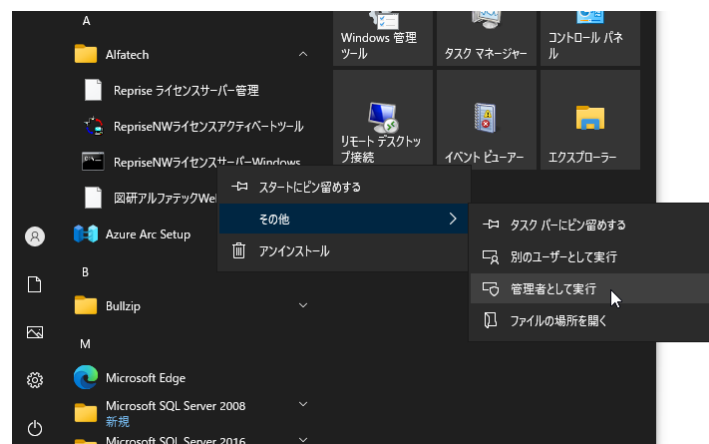 A
Alfatech
Reprise ライセンスサーバー管理
RepriseNWライセンスアクティベートツール
RepriseNWライセンスサーバーWindows
図研アルファテックWe
Azure Arc Setup
B
Bullzip
M
Microsoft Edge
Microsoft SQL Server 2008
新規
Microsoft SQL Server 2016
Windows 管理
ツール
タスク マネージャー
コントロール パネ
ル
リモート デスクトッ
プ接続
イベント ビューアー
エクスプローラー
スタートにピン留めする
その他
アンインストール
タスク バーにピン留めする
別のユーザーとして実行
管理者として実行
ファイルの場所を開く